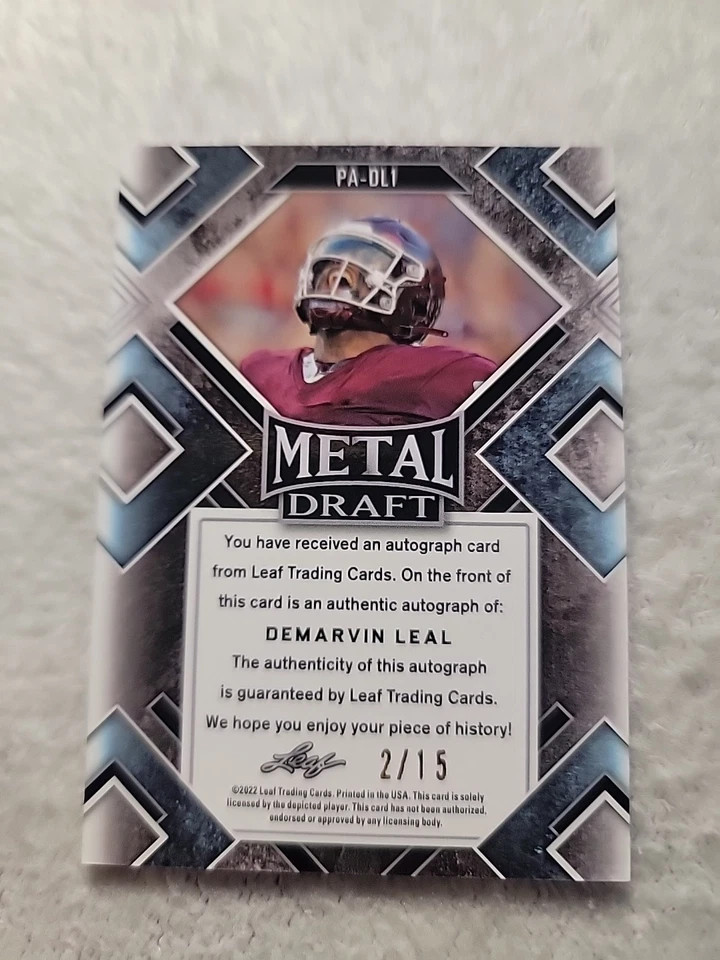 PA-DL1
METAL
DRAFT
You have received an autograph card
from Leaf Trading Cards. On the front of
this card is an authentic autograph of:
DEMARVIN LEAL
The authenticity of this autograph
is guaranteed by Leaf Trading Cards.
We hope you enjoy your piece of history!
Leaf 2/15
©2022 Leaf Trading Cards. Printed in the USA. This card is solely
licensed by the depicted player. This card has not been authorized,
endorsed or approved by any licensing body.